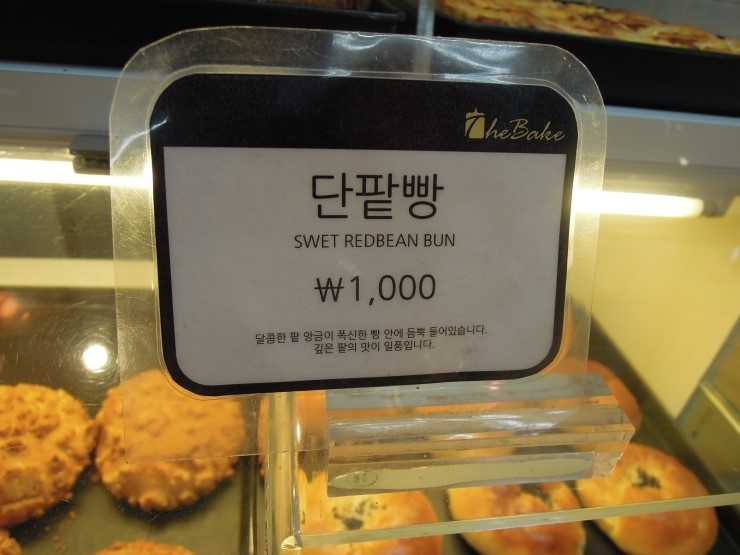 TheBake
단팥빵
SWET REDBEAN BUN
₩1,000
달콤한 팥 앙금이 폭신한 빵 안에 듬뿍 들어있습니다.
깊은 팥의 맛이 일품입니다.